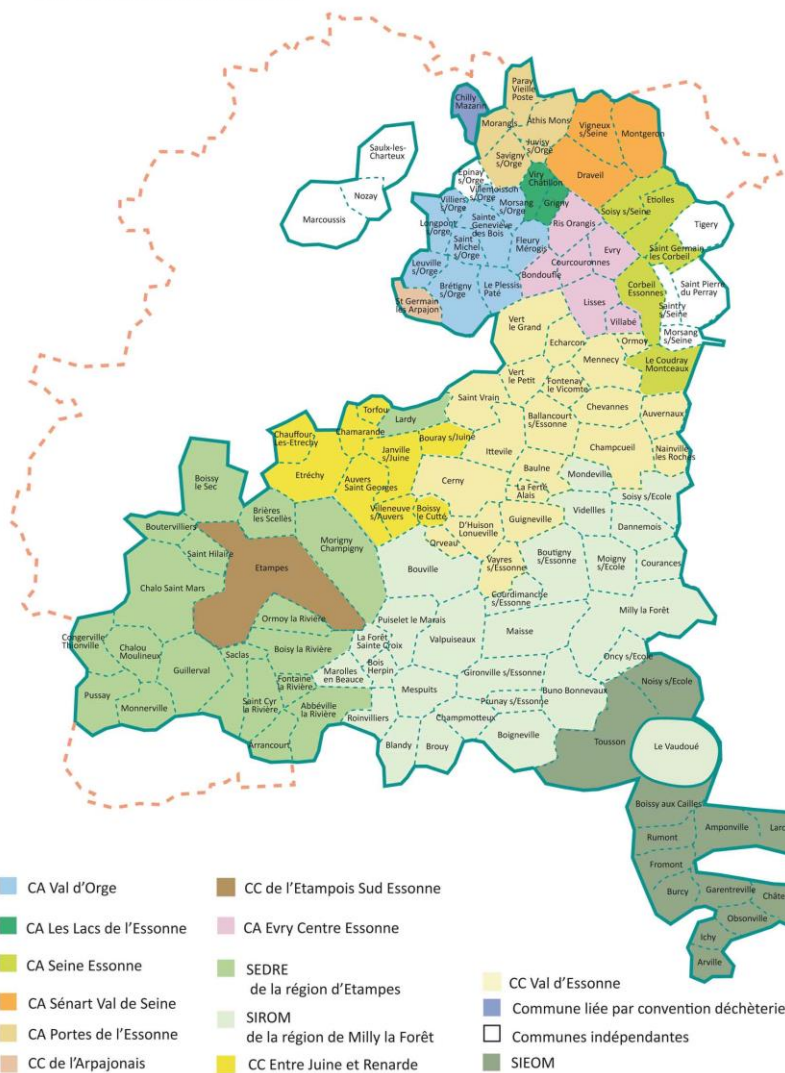 Paray
Vieille
Poste
Chilly
Mazarin
Morangis
Athis Mons
Juvisy
s/Orge
Savigny
s/Orge
Vigneux
s/Seine
Montgeron
Draveil
Saulx-les-
Charteux
Nozay
Marcoussis
Epinay
s/Orge
Villemoisson
s/Orge
Viry
Châtillon
Grigny
Villiers
s/Orge
Morsang
s/Orge
Longpont
s/orge
Sainte
Geneviève
des Bois
Saint
Michel
s/Orge
Fleury
Mérogis
Ris Orangis
Soisy s/Seine
Etiolles
Tigery
Saint Germain
les Corbeil
Evry
Courcouronnes
Bondoufle
Leuville
s/Orge
Brétigny
s/Orge
Le Plessis
Paté
St Germain
lès Arpajon
Lisses
Villabé
Corbeil
Essonnes
Saint Pierre
du Perray
Saintry
s/Seine
Morsang
s/Seine
Vert
le Grand
Echarcon
Ormoy
Mennecy
Le Coudray
Montceaux
Vert
le Petit
Fontenay
le Vicomte
Saint Vrain
Ballancourt
s/Essonne
Chevannes
Auvernaux
Champcueil
Nainville
les Roches
Torfou
Lardy
Chamarande
Chauffour
Les-Etrechy
Janville
s/Juine
Bouray s/Juine
Itteville
Etréchy
Auvers
Saint Georges
Cerny
Baulne
Mondeville
Boissy
le Sec
La Ferté
Alais
Soisy s/Ecole
Brières
les Scellès
Villeneuve
s/Auvers
Boissy
le Cutté
Guigneville
Videlles
Dannemois
Boutervilliers
Morigny
Champigny
D'Huison
Lonueville
Orveau
Saint Hilaire
Etampes
Bouville
Vayres
s/Essonne
Boutigny
s/Essonne
Moigny
s/Ecole
Courances
Chalo Saint Mars
Courdimanche
s/Essonne
Milly la Forêt
Ormoy la Rivière
Puiselet le Marais
Congerville
Thionville
Chalou
Moulineux
Saclas
Boisy la Rivière
La Forêt
Sainte Croix
Valpuiseaux
Maisse
Oncy s/Ecole
Guillerval
Bois
Herpin
Marolles
en Beauce
Gironville s/Essonne
Noisy s/Ecole
Pussay
Fontaine
la Rivière
Mespuits
Buno Bonnevaux
Monnerville
Saint Cyr
la Rivière
Abbéville
la Rivière
Prunay s/Essonne
Roinvilliers
Champmotteux
Boigneville
Arrancourt
Blandy
Brouy
Tousson
Le Vaudoué
Boissy aux Cailles
Rumont
Amponville
Larc
Fromont
Burcy
Garentreville
Châte
Obsonville
Ichy
Arville
CA Val d'Orge
CA Les Lacs de l'Essonne
CA Seine Essonne
CA Sénart Val de Seine
CA Portes de l'Essonne
CC de l'Arpajonais
CC de l'Etampois Sud Essonne
CA Evry Centre Essonne
SEDRE
de la région d'Etampes
SIROM
de la région de Milly la Forêt
CC Entre Juine et Renarde
CC Val d'Essonne
Commune liée par convention déchèterie
Communes indépendantes
SIEOM